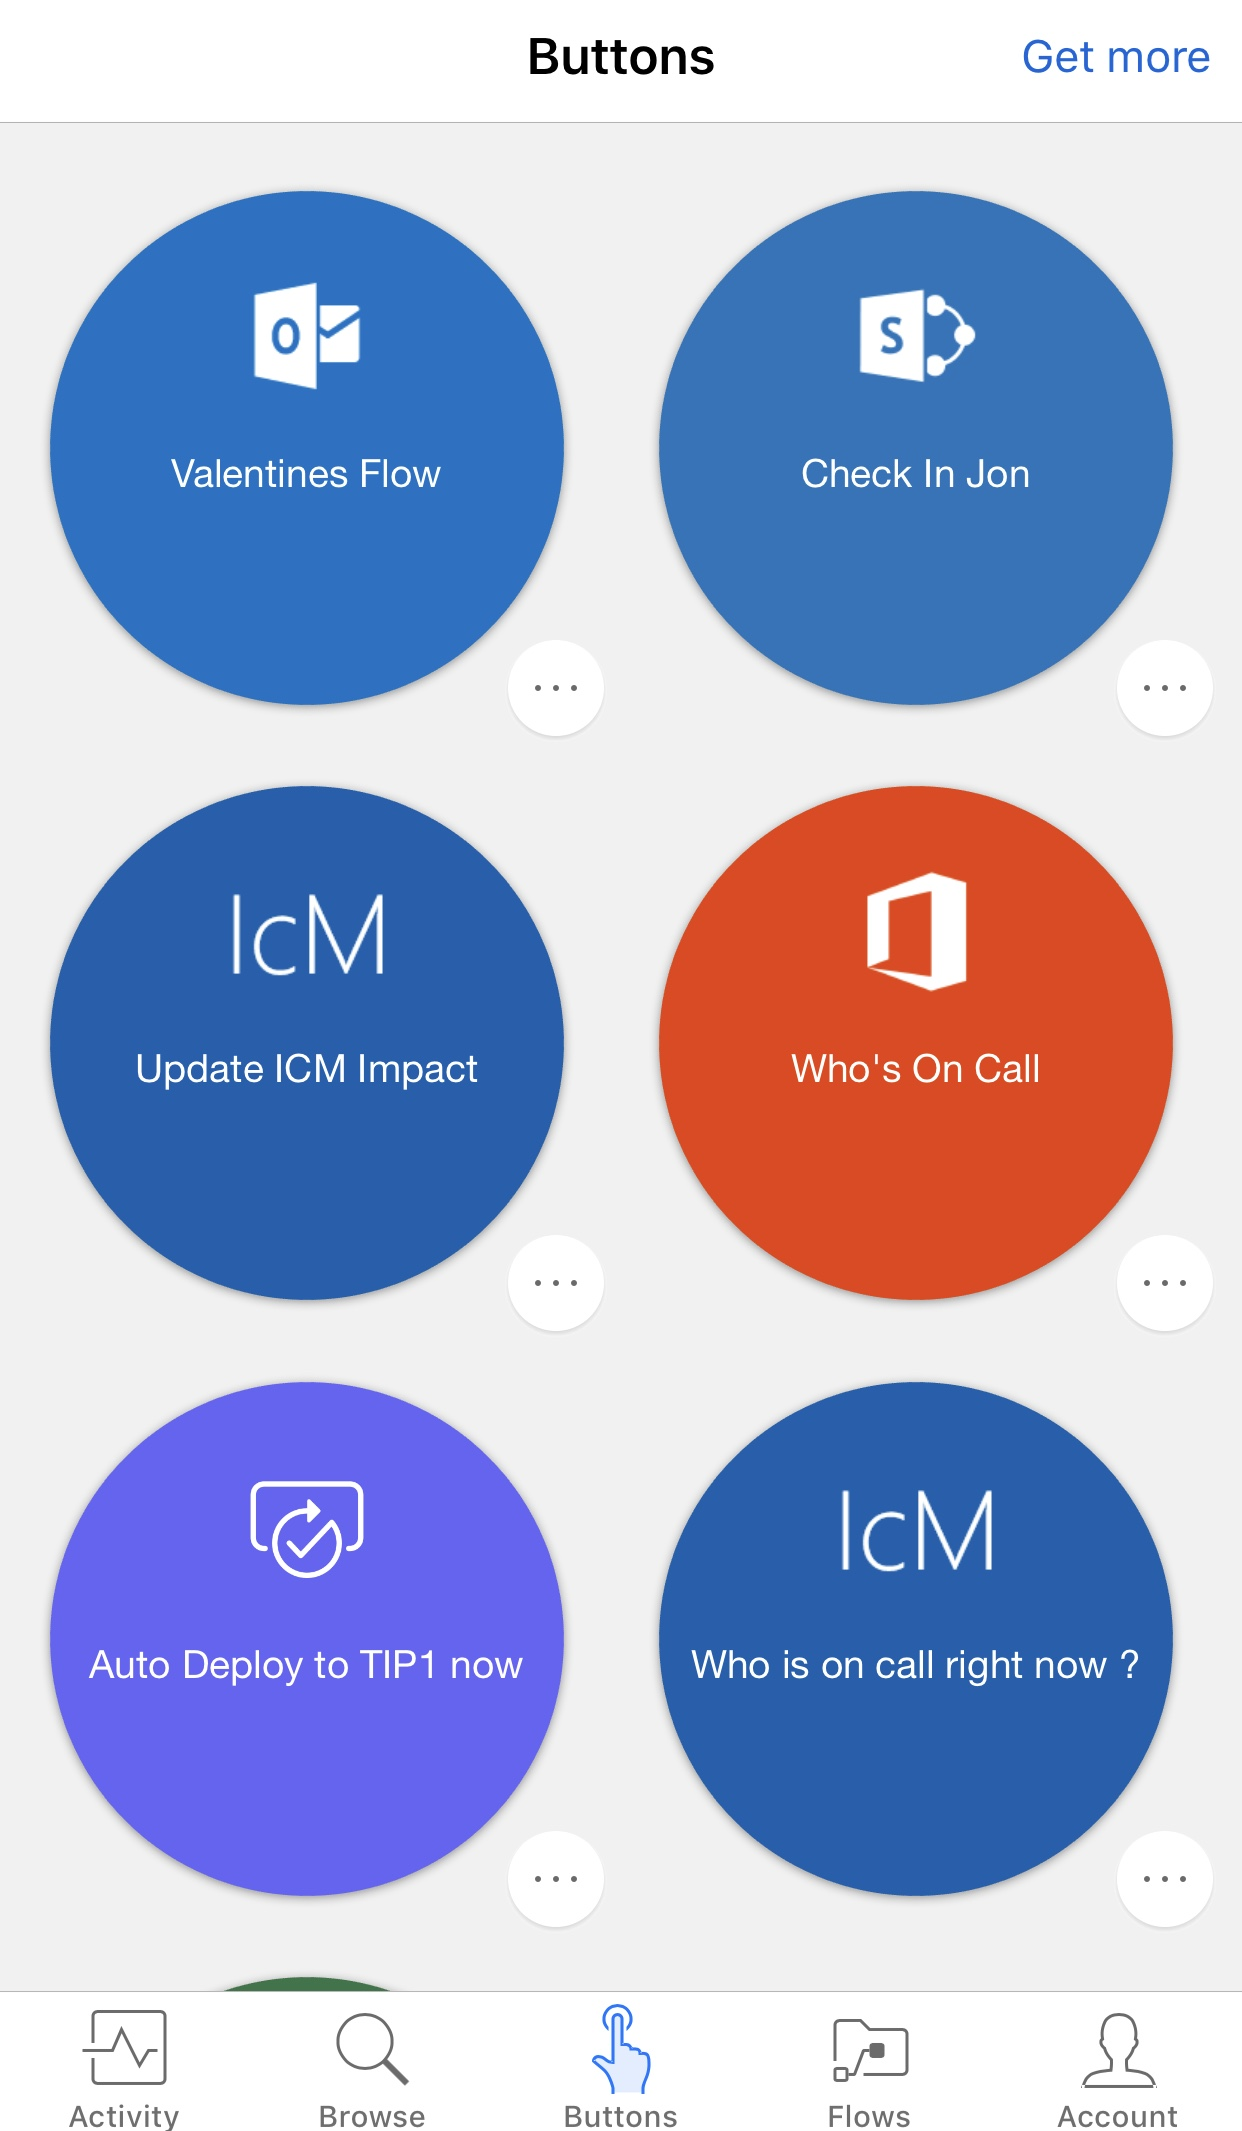 Buttons
Get more
O
Valentines Flow
S
Check In Jon
IcM
Update ICM Impact
Who's On Call
Auto Deploy to TIP1 now
IcM
Who is on call right now ?
Activity
Browse
Buttons
Flows
Account